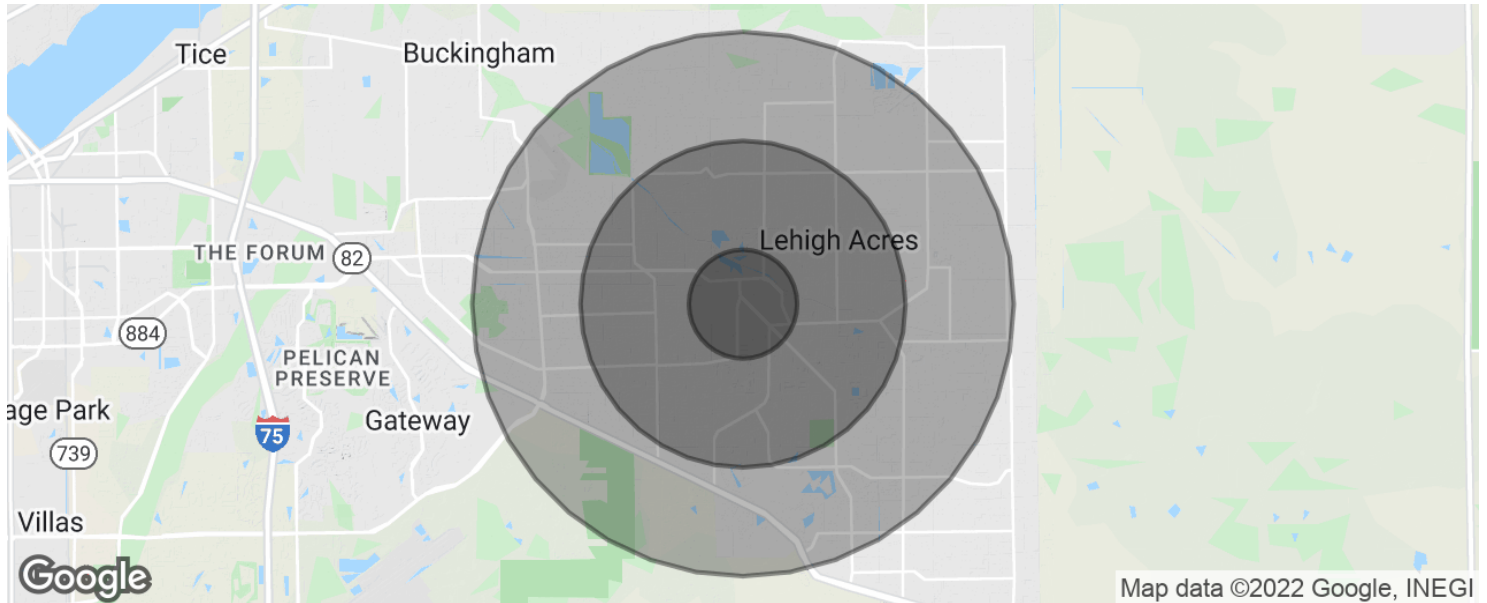 Tice
Buckingham
Lehigh Acres
THE FORUM
82
884
PELICAN
PRESERVE
age Park
Gateway
75
739
Villas
Google
Map data ©2022 Google, INEGI